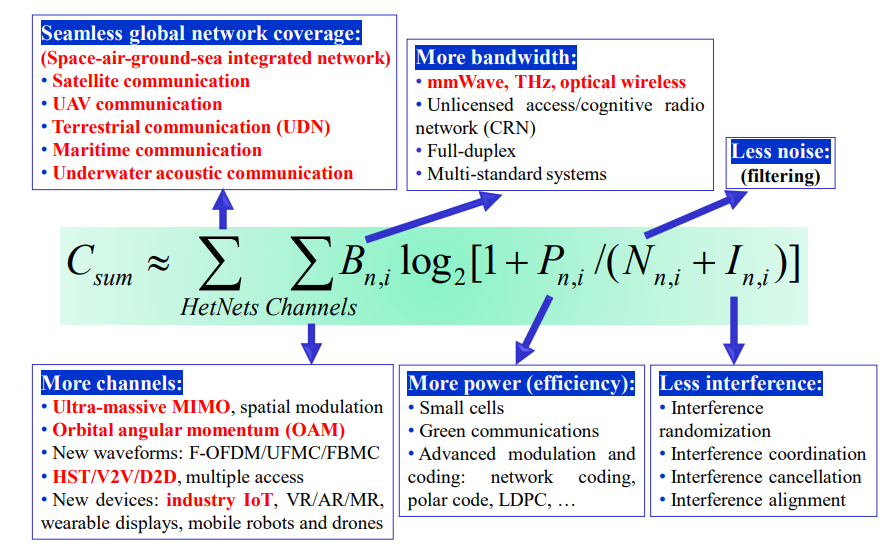 Seamless global network coverage:
(Space-air-ground-sea integrated network)
• Satellite communication
• UAV communication
• Terrestrial communication (UDN)
• Maritime communication
• Underwater acoustic communication
More bandwidth:
• mmWave, THz, optical wireless
• Unlicensed access/cognitive radio
network (CRN)
• Full-duplex
• Multi-standard systems
Less noise:
(filtering)
C_sum ≈ ∑ ∑ B_n,i log_2[1 + P_n,i /(N_n,i + I_n,i)]
HetNets Channels
More channels:
• Ultra-massive MIMO, spatial modulation
• Orbital angular momentum (OAM)
• New waveforms: F-OFDM/UFMC/FBMC
• HST/V2V/D2D, multiple access
• New devices: industry IoT, VR/AR/MR,
wearable displays, mobile robots and drones
More power (efficiency):
• Small cells
• Green communications
• Advanced modulation and
coding: network coding,
polar code, LDPC, …
Less interference:
• Interference
randomization
• Interference coordination
• Interference cancellation
• Interference alignment